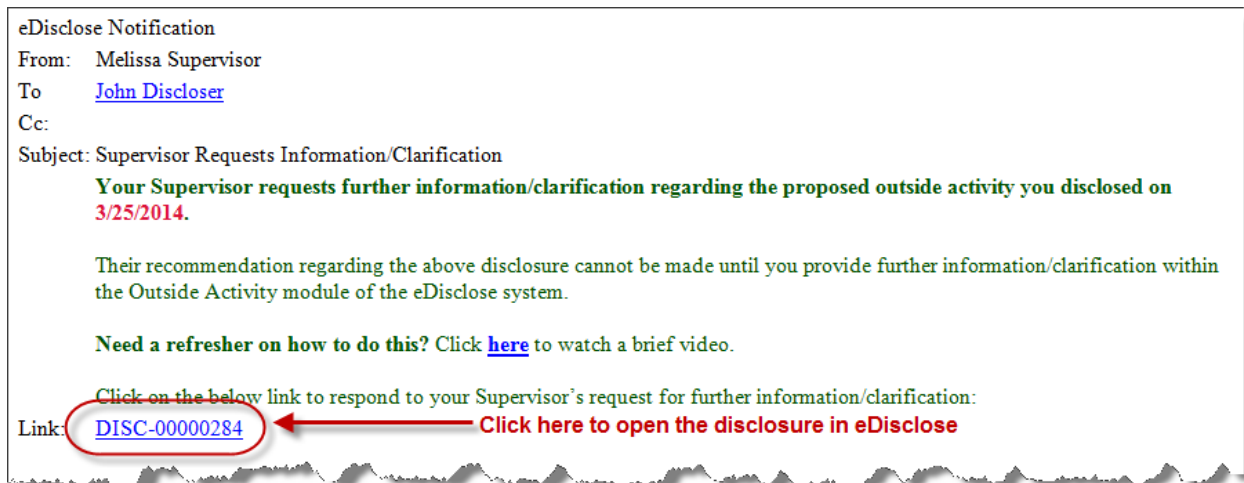 eDisclose Notification
From: Melissa Supervisor
To John Discloser
Cc:
Subject: Supervisor Requests Information/Clarification
Your Supervisor requests further information/clarification regarding the proposed outside activity you disclosed on
3/25/2014.
Their recommendation regarding the above disclosure cannot be made until you provide further information/clarification within
the Outside Activity module of the eDisclose system.
Need a refresher on how to do this? Click here to watch a brief video.
Click on the below link to respond to your Supervisor's request for further information/clarification:
Link: DISC-00000284 Click here to open the disclosure in eDisclose